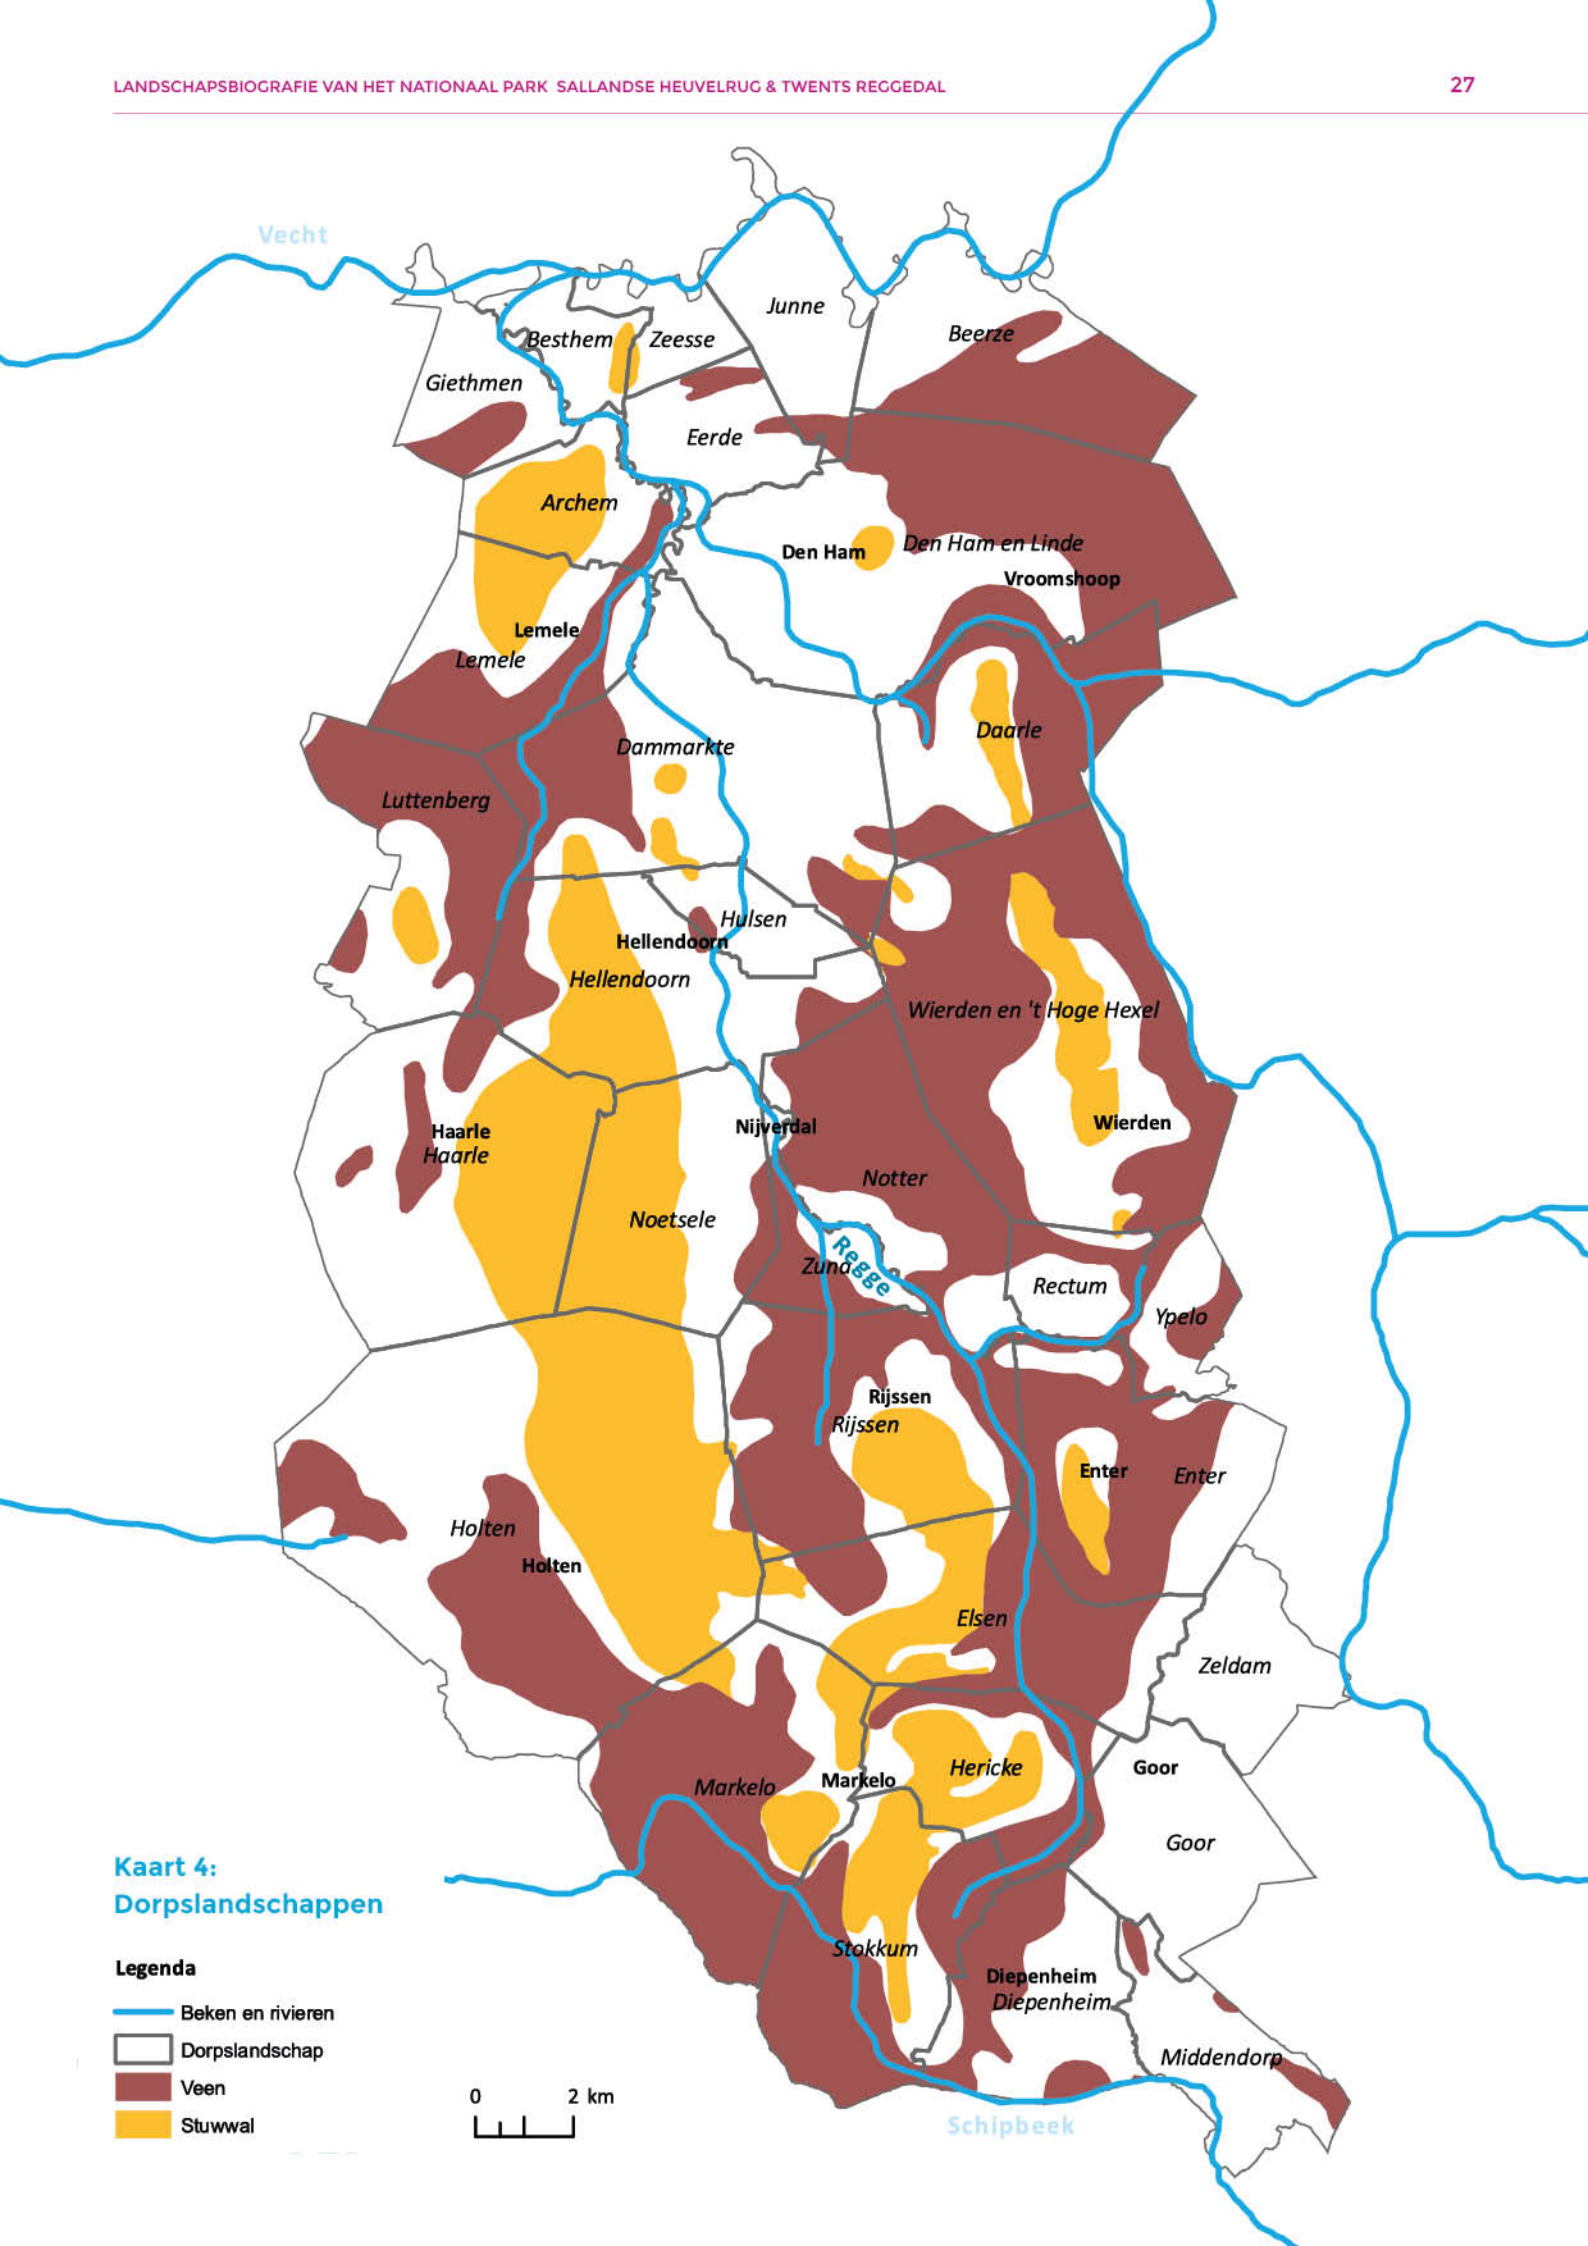 LANDSCHAPSBIOGRAFIE VAN HET NATIONAAL PARK SALLANDSE HEUVELRUG & TWENTS REGGEDAL
27
Vecht
Junne
Beerze
Besthem
Zeesse
Giethmen
Eerde
Archem
Den Ham
Den Ham en Linde
Vroomshoop
Lemele
Lemele
Daarle
Dammarkte
Luttenberg
Hulsen
Hellendoorn
Hellendoorn
Wierden en 't Hoge Hexel
Wierden
Nijverdal
Haarle
Haarle
Notter
Noetsele
Regge
Zuna
Rectum
Ypelo
Rijssen
Rijssen
Enter
Enter
Holten
Holten
Elsen
Zeldam
Hericke
Goor
Markelo
Markelo
Goor
Stokkum
Diepenheim
Diepenheim
Middendorp
Schipbeek
Kaart 4:
Dorpslandschappen
Legenda
Beken en rivieren
Dorpslandschap
Veen
Stuwwal
0 2 km